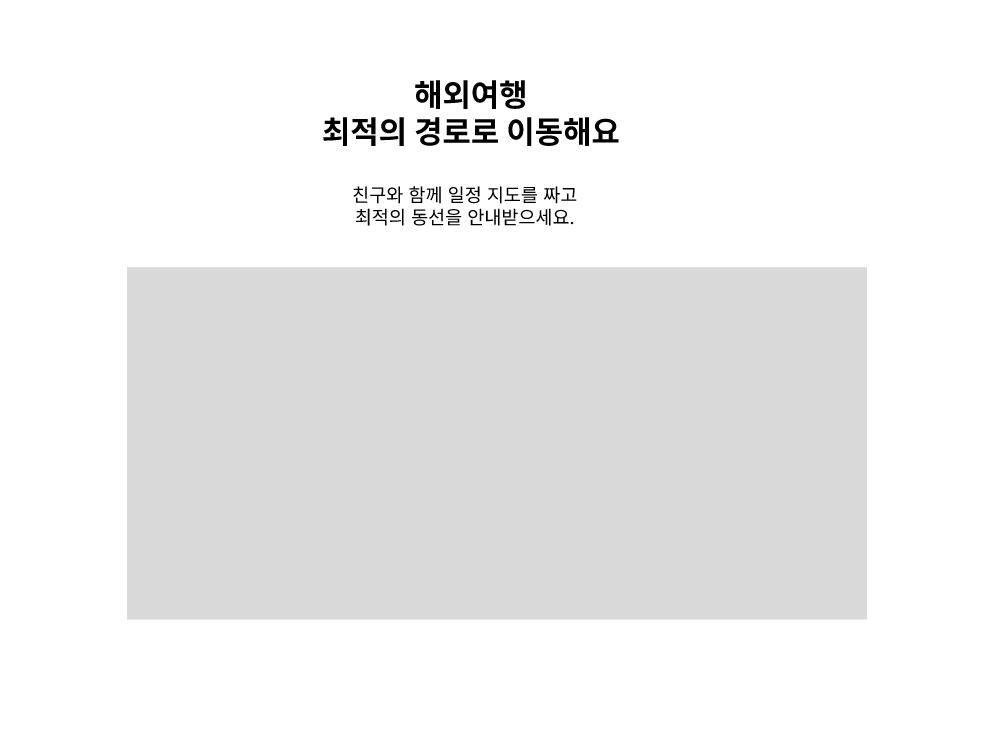 해외여행
최적의 경로로 이동해요
친구와 함께 일정 지도를 짜고
최적의 동선을 안내받으세요.